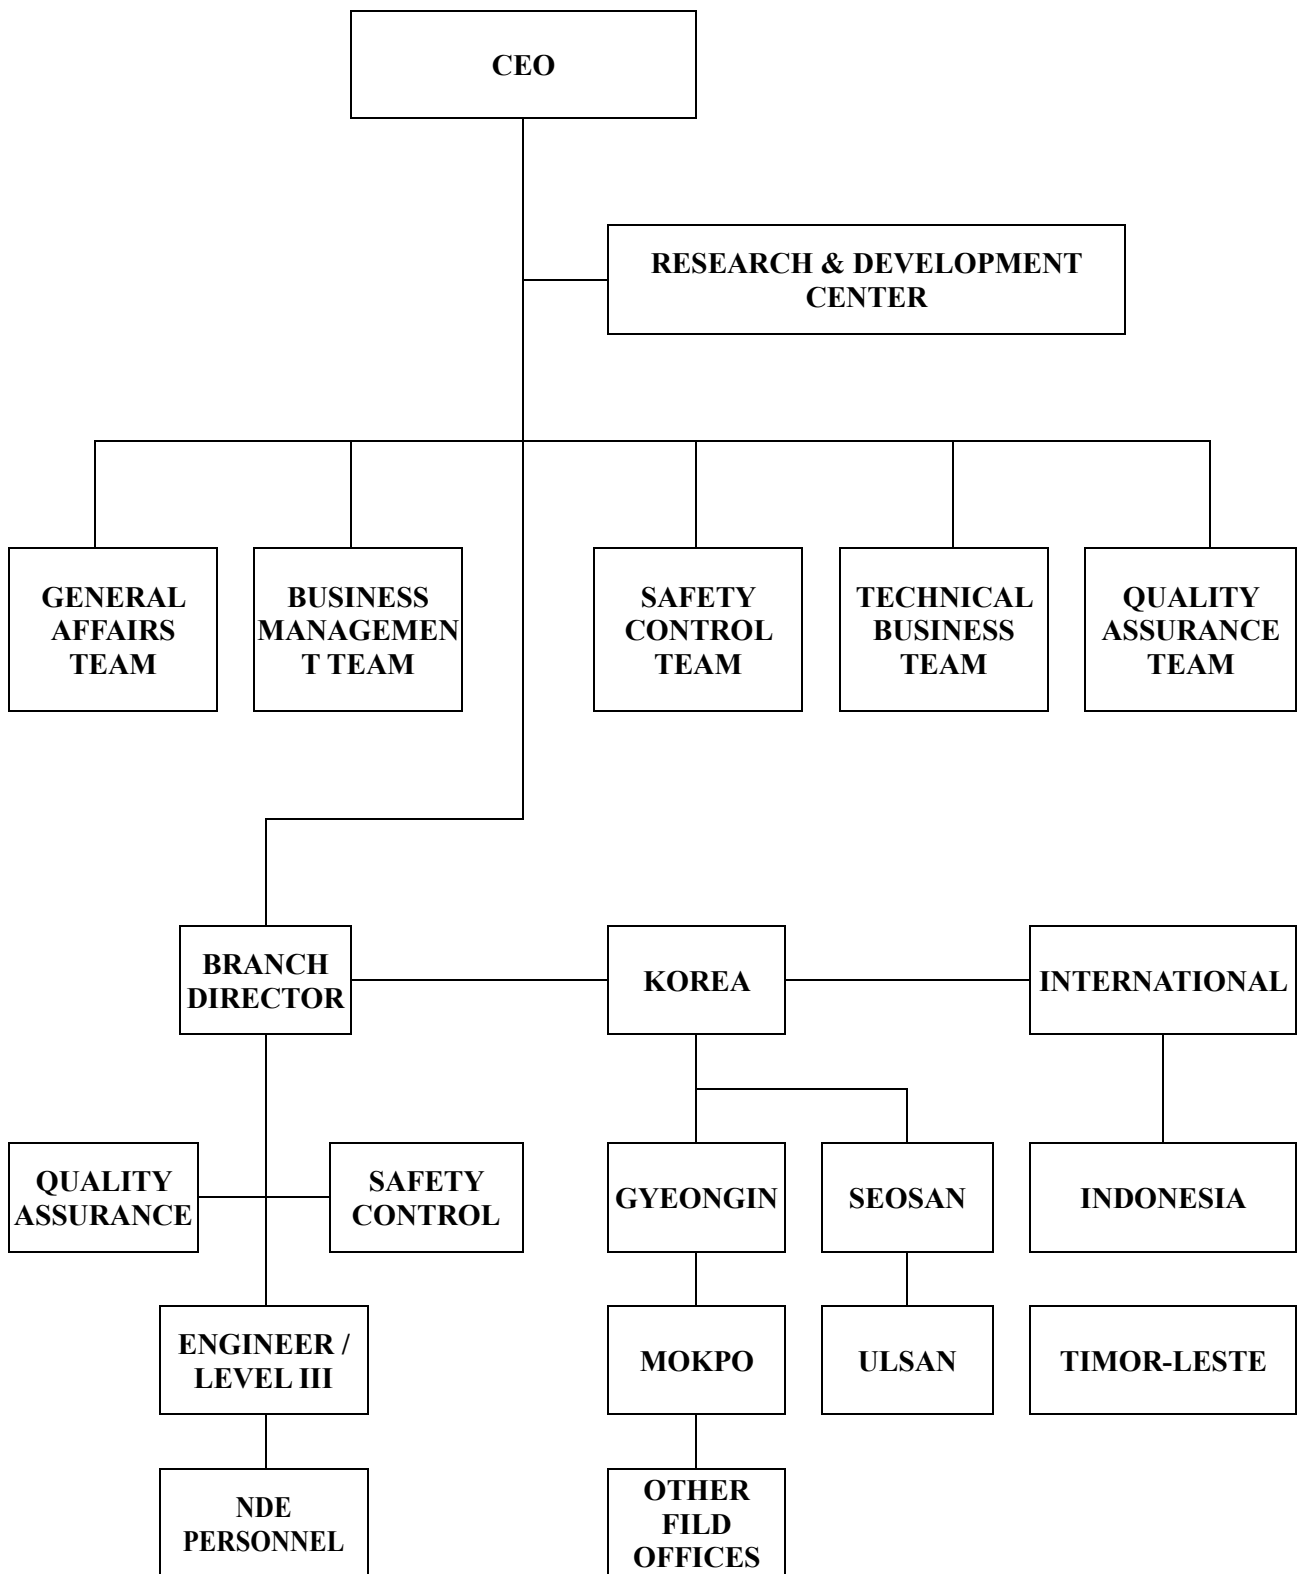 CEO
RESEARCH & DEVELOPMENT
CENTER
GENERAL
AFFAIRS
TEAM
BUSINESS
MANAGEMEN
T TEAM
SAFETY
CONTROL
TEAM
TECHNICAL
BUSINESS
TEAM
QUALITY
ASSURANCE
TEAM
BRANCH
DIRECTOR
KOREA
INTERNATIONAL
QUALITY
ASSURANCE
SAFETY
CONTROL
GYEONGIN
SEOSAN
INDONESIA
ENGINEER /
LEVEL III
MOKPO
ULSAN
TIMOR-LESTE
NDE
PERSONNEL
OTHER
FILD
OFFICES